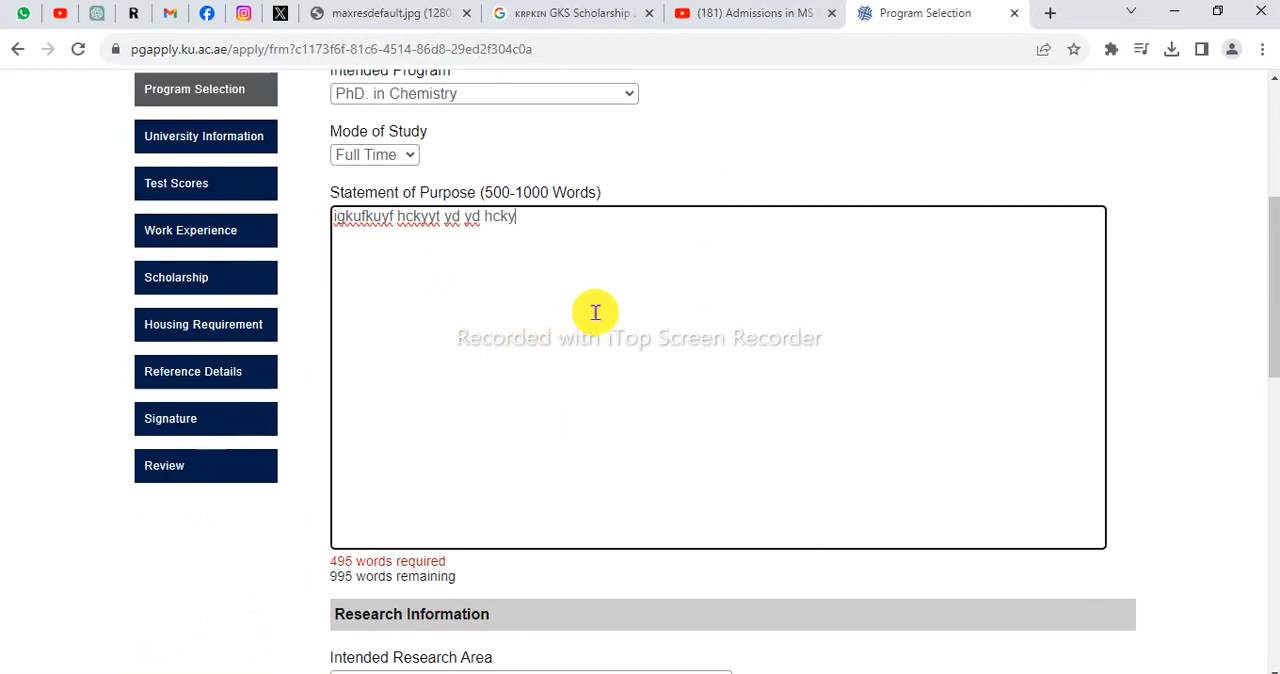 maxresdefault.jpg (1280
KRPKIN GKS Scholarship 2
(181) Admissions in MS
Program Selection
pgapply.ku.ac.ae/apply/frm?c1173f6f-81c6-4514-86d8-29ed2f304c0a
Program Selection
University Information
Test Scores
Work Experience
Scholarship
Housing Requirement
Reference Details
Signature
Review
Intended Program
PhD. in Chemistry
Mode of Study
Full Time
Statement of Purpose (500-1000 Words)
igkufkuyf hckyyt yd yd hcky
Recorded with iTop Screen Recorder
495 words required
995 words remaining
Research Information
Intended Research Area